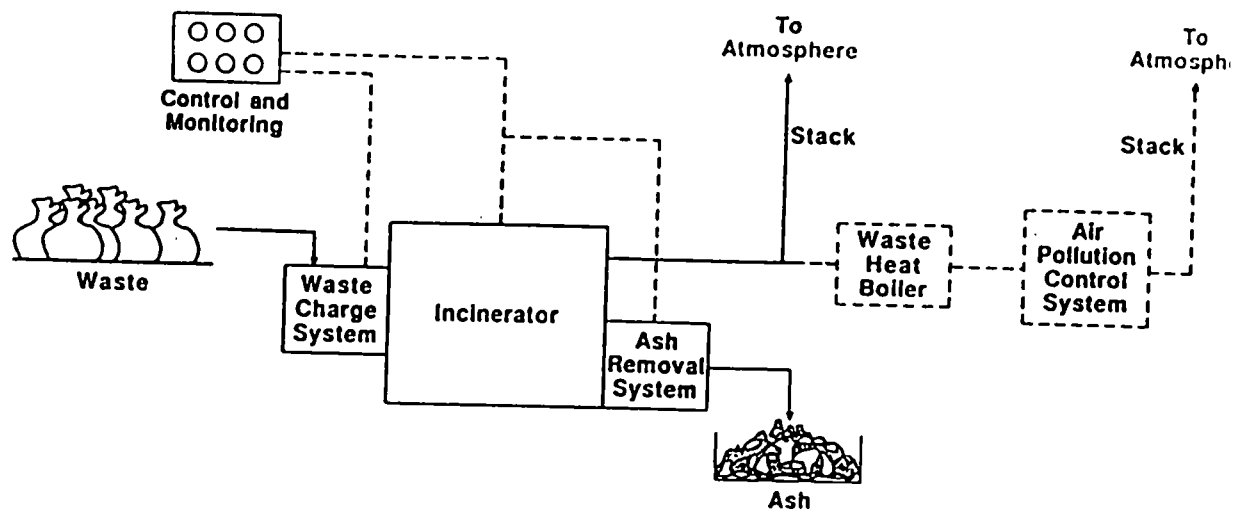 To
Atmosphere
To
Atmosph
Control and
Monitoring
Stack
Stack
Waste
Waste
Charge
System
Incinerator
Ash
Removal
System
Waste
Heat
Boiler
Air
Pollution
Control
System
Ash